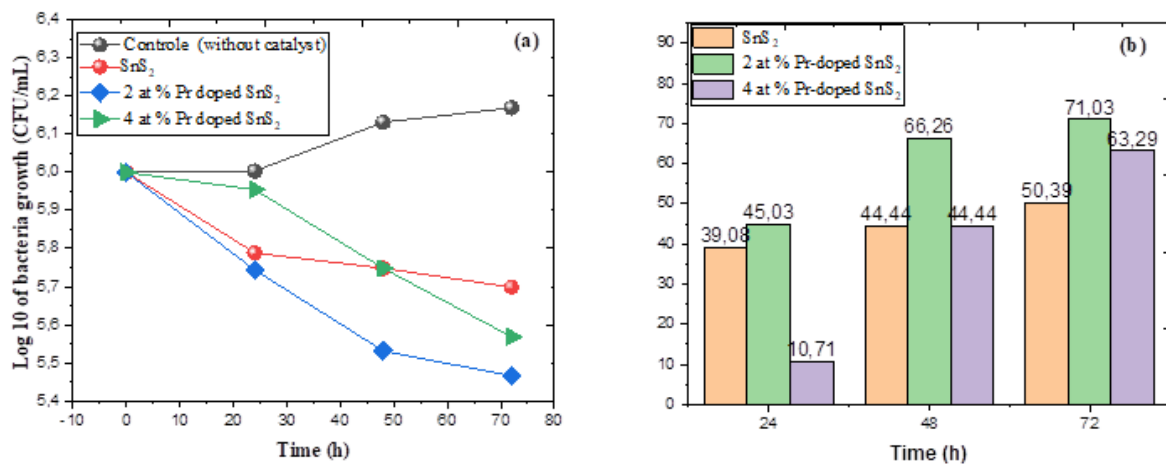 (a)
Controle (without catalyst)
SnS₂
2 at % Pr doped SnS₂
4 at % Pr doped SnS₂
Log 10 of bacteria growth (CFU/mL)
6,4
6,3
6,2
6,1
6,0
5,9
5,8
5,7
5,6
5,5
5,4
-10 0 10 20 30 40 50 60 70 80
Time (h)
(b)
SnS₂
2 at % Pr-doped SnS₂
4 at % Pr-doped SnS₂
90
80
70
60
50
40
30
20
10
0
39,08 45,03 10,71
44,44 66,26 44,44
50,39 71,03 63,29
24 48 72
Time (h)